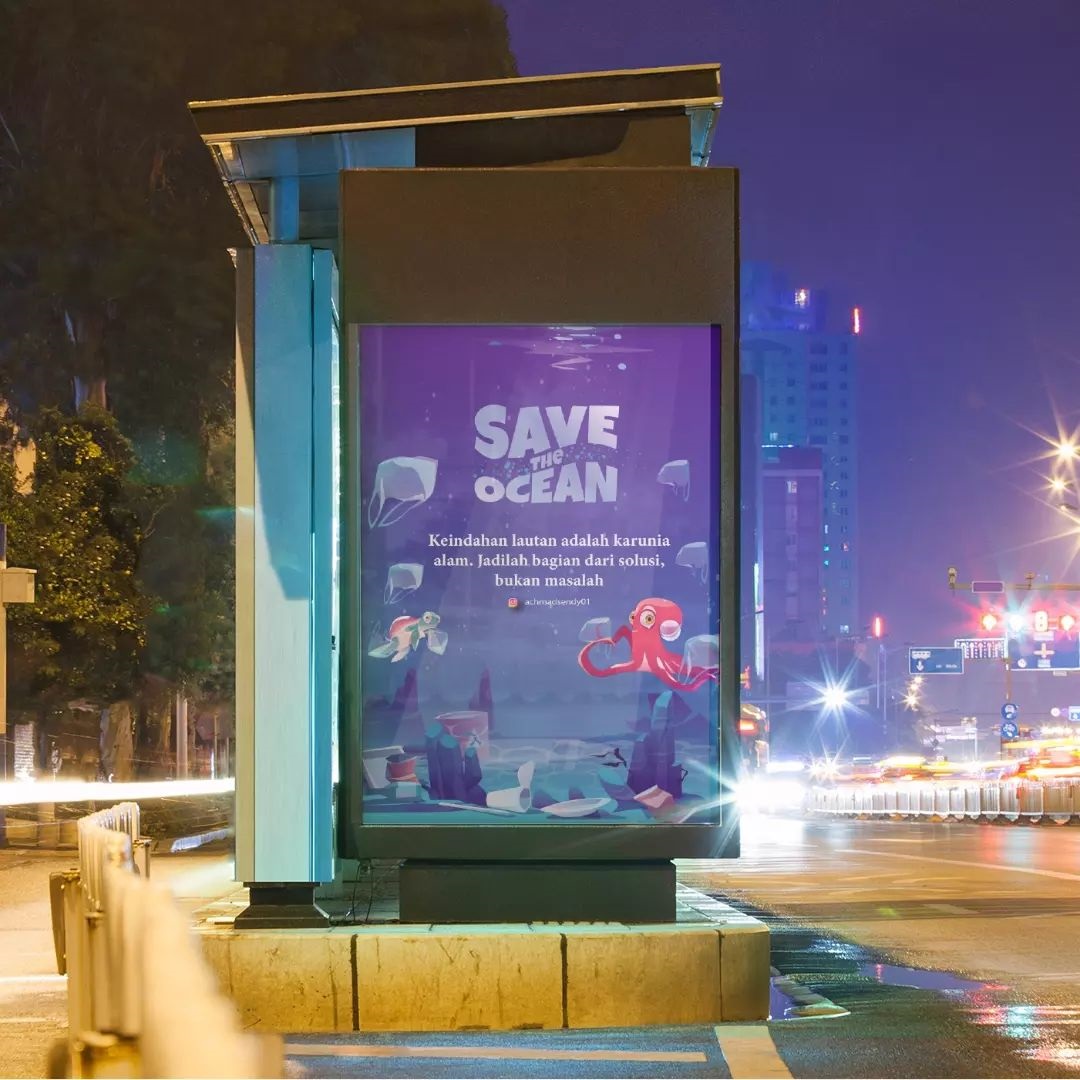 SAVE
THE
OCEAN
Keindahan lautan adalah karunia
alam. Jadilah bagian dari solusi,
bukan masalah
achmadsendy01